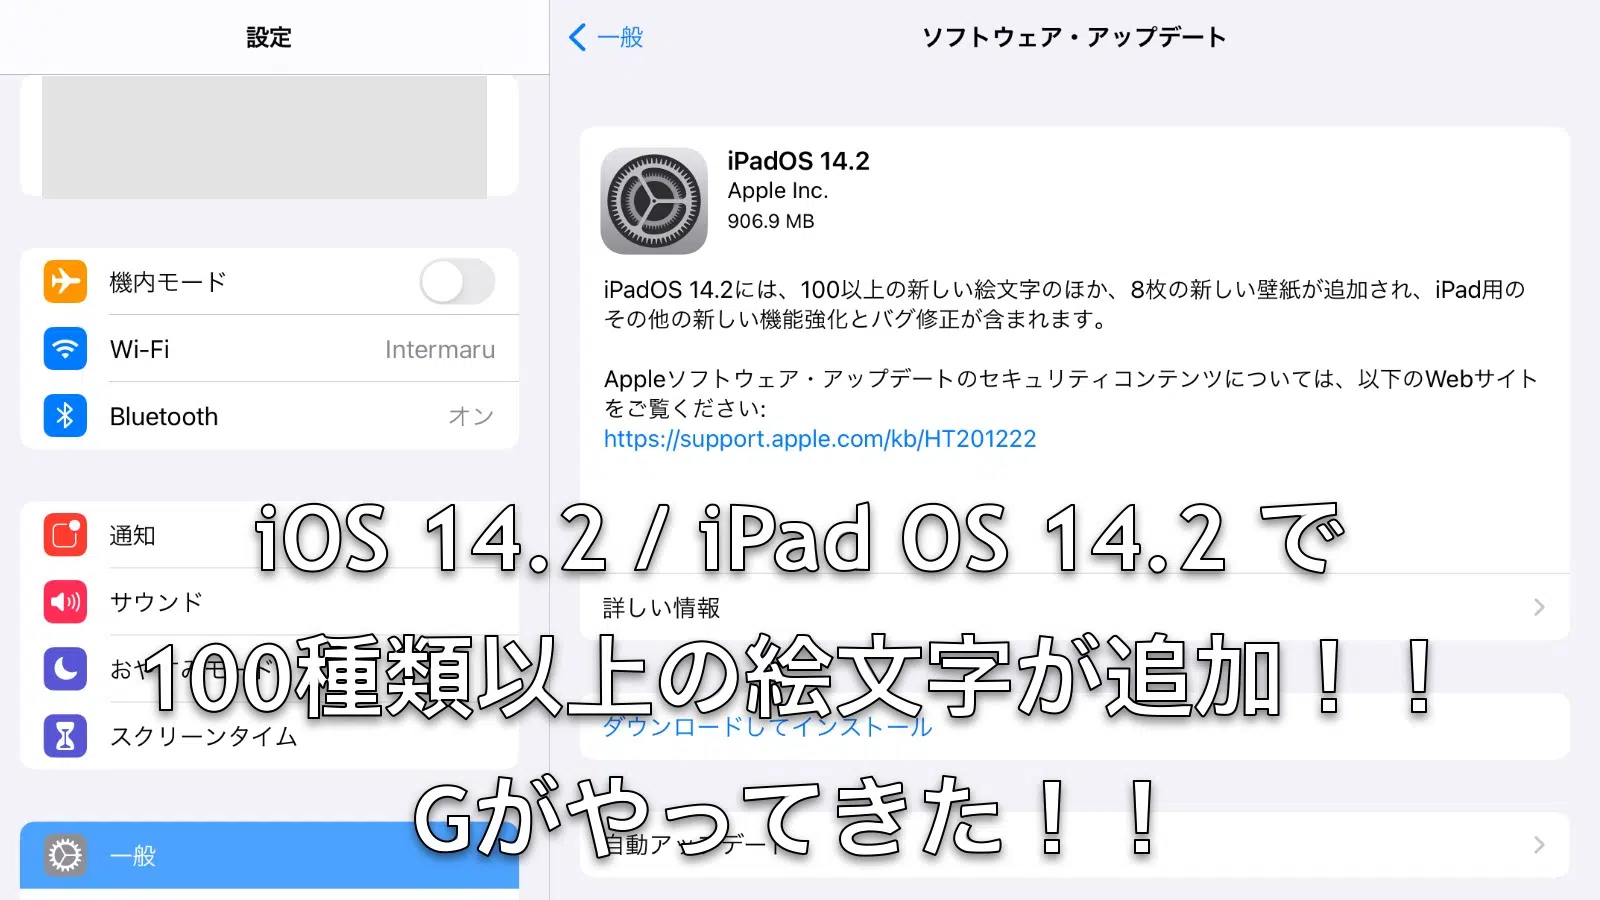 設定
機内モード
Wi-Fi
Intermaru
Bluetooth
オン
通知
サウンド
おやすみモード
スクリーンタイム
一般
一般
ソフトウェア・アップデート
iPadOS 14.2
Apple Inc.
906.9 MB
iPadOS 14.2には、100以上の新しい絵文字のほか、8枚の新しい壁紙が追加され、iPad用の
その他の新しい機能強化とバグ修正が含まれます。
Appleソフトウェア・アップデートのセキュリティコンテンツについては、以下のWebサイト
をご覧ください:
https://support.apple.com/kb/HT201222
詳しい情報
ダウンロードしてインストール
自動アップデート
iOS 14.2 / iPad OS 14.2 で
100種類以上の絵文字が追加！！
Gがやってきた！！